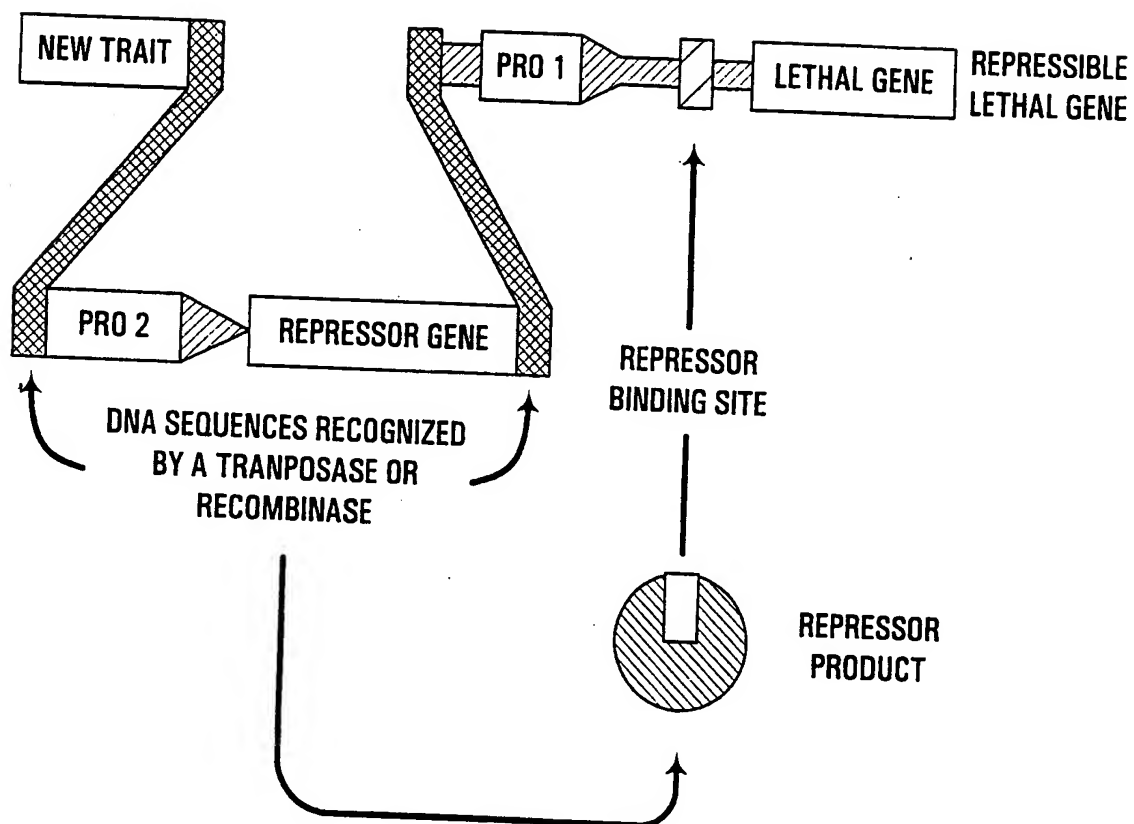 NEW TRAIT
PRO 1
LETHAL GENE
REPRESSIBLE
LETHAL GENE
PRO 2
REPRESSOR GENE
REPRESSOR
BINDING SITE
DNA SEQUENCES RECOGNIZED
BY A TRANPOSASE OR
RECOMBINASE
REPRESSOR
PRODUCT